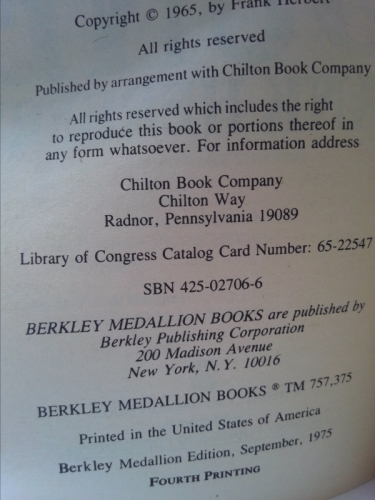 Copyright © 1965, by Frank Herbert
All rights reserved
Published by arrangement with Chilton Book Company
All rights reserved which includes the right
to reproduce this book or portions thereof in
any form whatsoever. For information address
Chilton Book Company
Chilton Way
Radnor, Pennsylvania 19089
Library of Congress Catalog Card Number: 65-22547
SBN 425-02706-6
BERKLEY MEDALLION BOOKS are published by
Berkley Publishing Corporation
200 Madison Avenue
New York, N.Y. 10016
BERKLEY MEDALLION BOOKS ® TM 757,375
Printed in the United States of America
Berkley Medallion Edition, September, 1975
FOURTH PRINTING